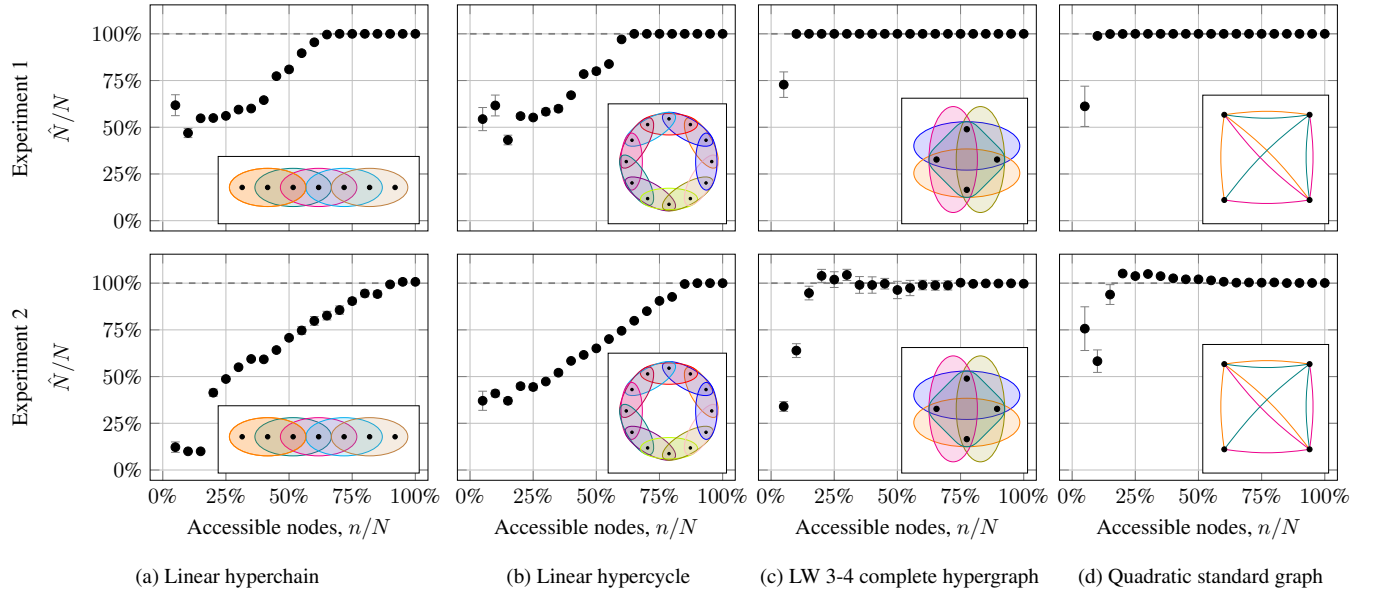 Experiment 1
N̂/N
100%
75%
50%
25%
0%
Experiment 2
N̂/N
100%
75%
50%
25%
0%
0% 25% 50% 75% 100%
0% 25% 50% 75% 100%
0% 25% 50% 75% 100%
0% 25% 50% 75% 100%
Accessible nodes, n/N
Accessible nodes, n/N
Accessible nodes, n/N
Accessible nodes, n/N
(a) Linear hyperchain
(b) Linear hypercycle
(c) LW 3-4 complete hypergraph
(d) Quadratic standard graph